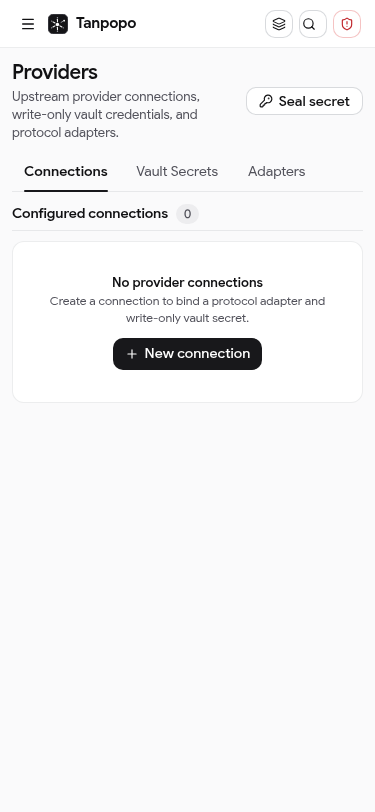 Tanpopo
Providers
Upstream provider connections,
write-only vault credentials, and
protocol adapters.
Seal secret
Connections
Vault Secrets
Adapters
Configured connections 0
No provider connections
Create a connection to bind a protocol adapter and
write-only vault secret.
New connection